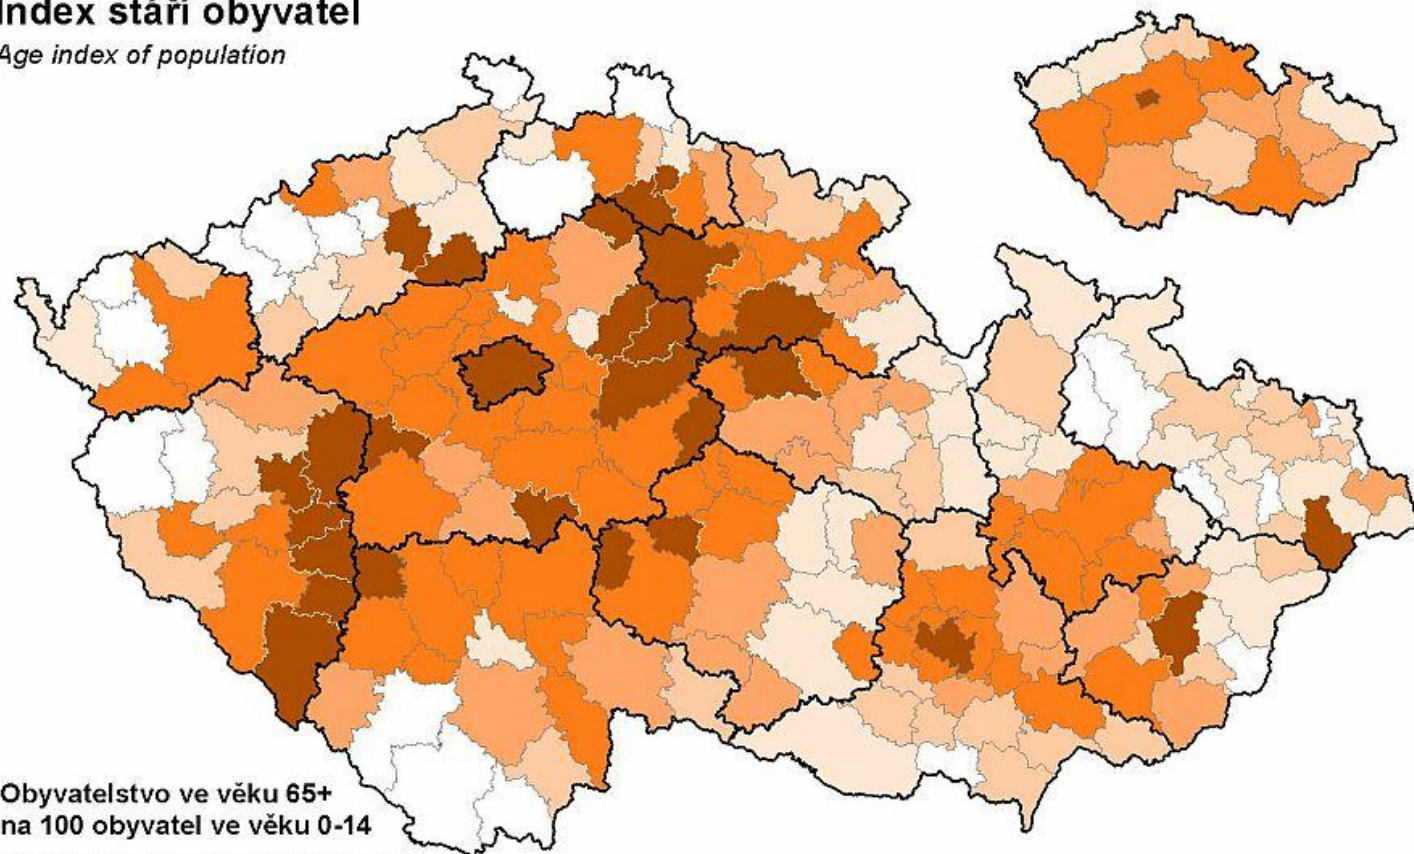 Index stáří obyvatel
Age index of population
Obyvatelstvo ve věku 65+
na 100 obyvatel ve věku 0-14